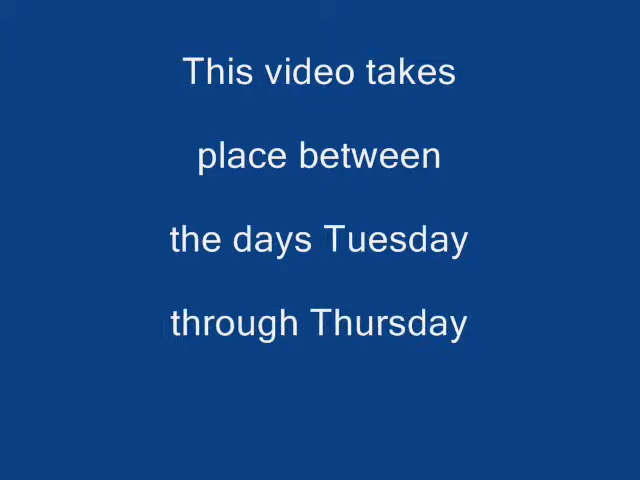 This video takes
place between
the days Tuesday
through Thursday